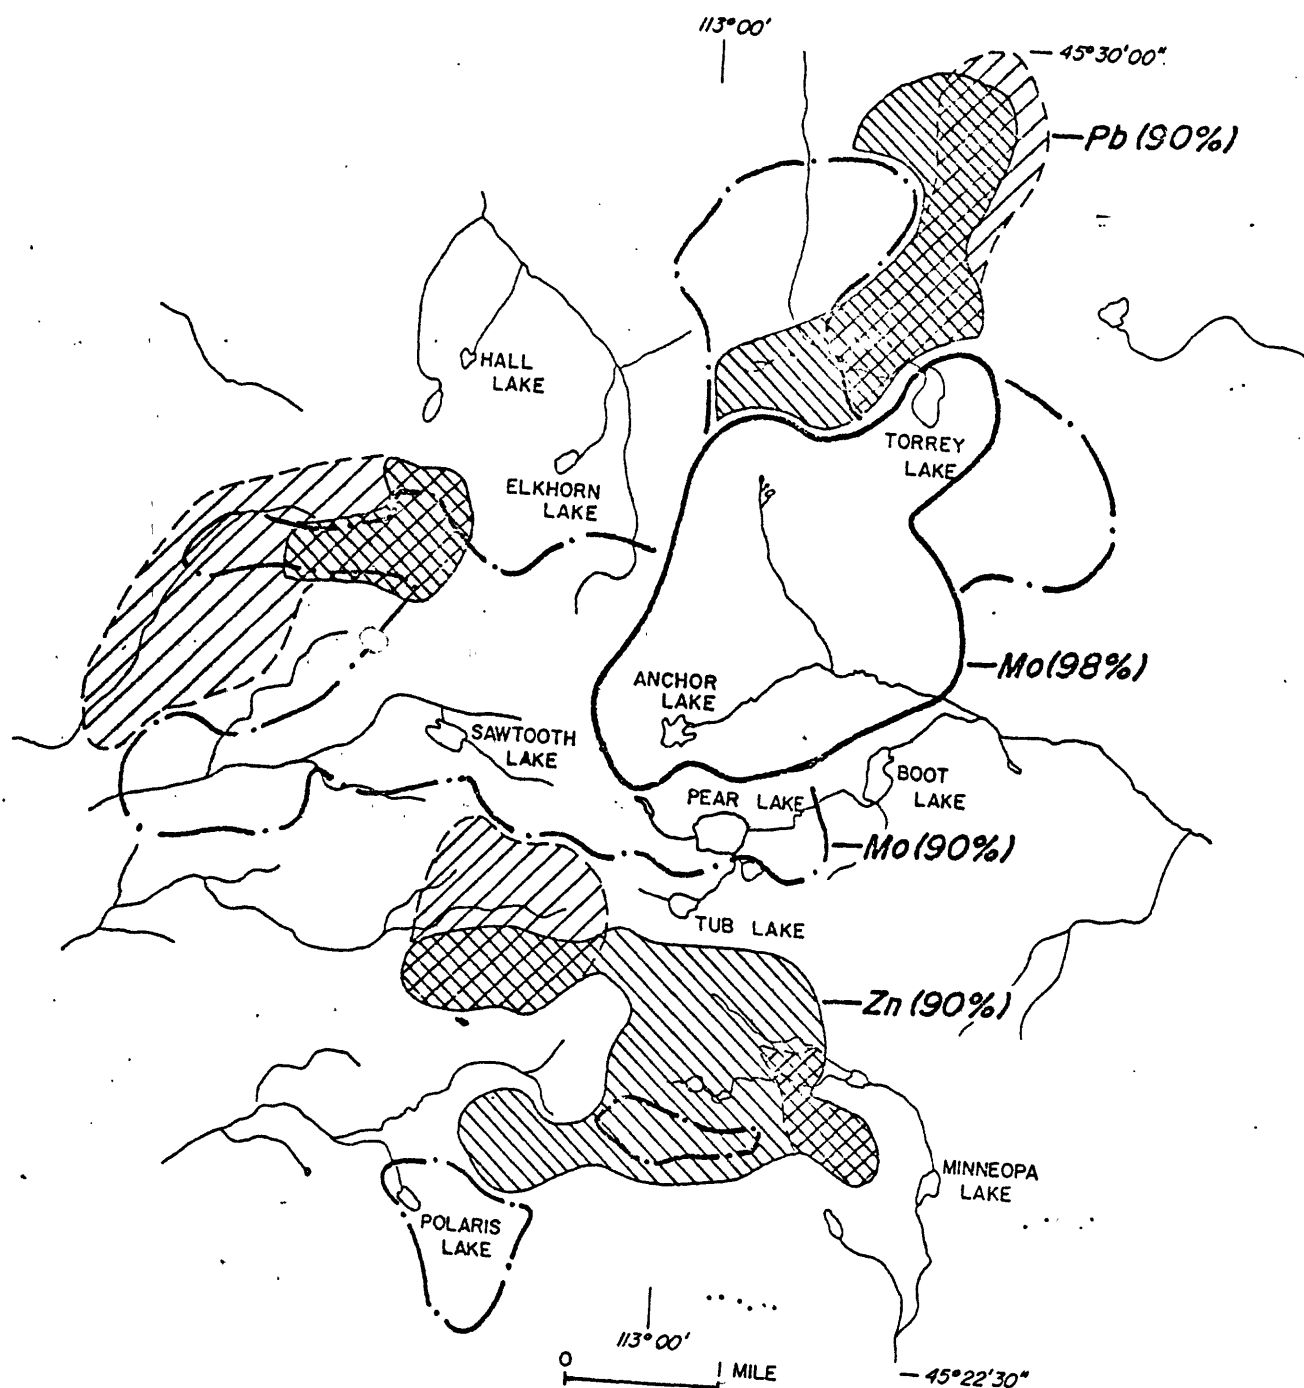 113°00'
45°30'00"
Pb (90%)
HALL
LAKE
TORREY
LAKE
ELKHORN
LAKE
Mo (98%)
ANCHOR
LAKE
SAWTOOTH
LAKE
BOOT
LAKE
PEAR LAKE
Mo (90%)
TUB LAKE
Zn (90%)
MINNEOPA
LAKE
POLARIS
LAKE
113°00'
0 1 MILE
45°22'30"